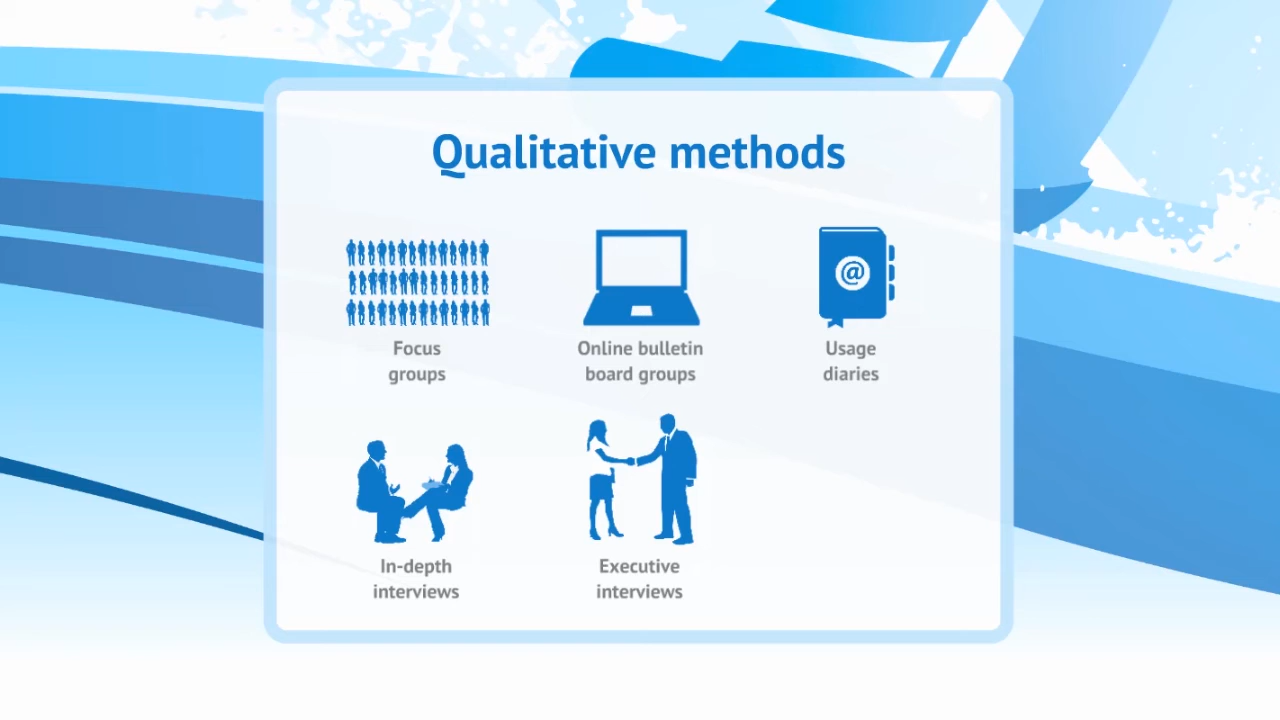 Qualitative methods
@
Focus
groups
Online bulletin
board groups
Usage
diaries
In-depth
interviews
Executive
interviews